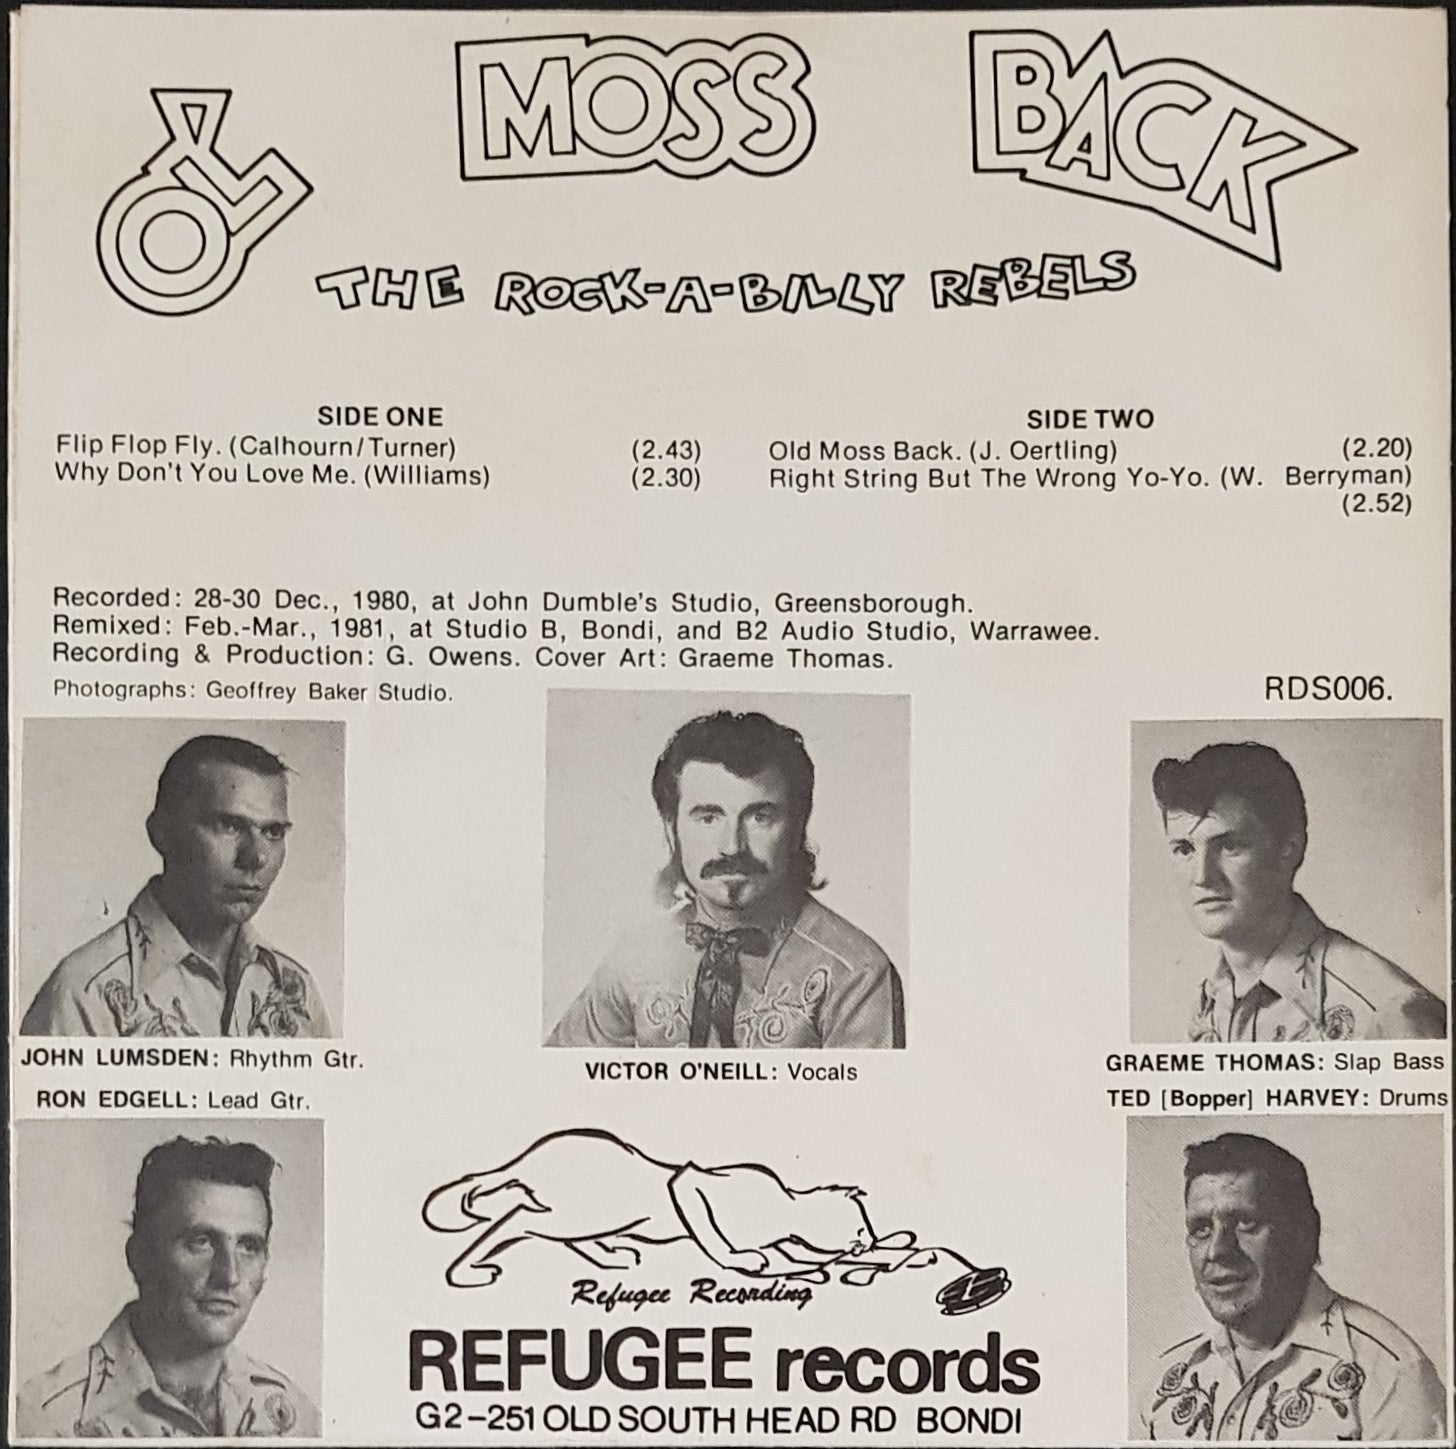 OL' MOSS BACK
THE ROCK-A-BILLY REBELS
SIDE ONE
Flip Flop Fly. (Calhourn/Turner) (2.43)
Why Don't You Love Me. (Williams) (2.30)
SIDE TWO
Old Moss Back. (J. Oertling) (2.20)
Right String But The Wrong Yo-Yo. (W. Berryman)
(2.52)
Recorded: 28-30 Dec., 1980, at John Dumble's Studio, Greensborough.
Remixed: Feb.-Mar., 1981, at Studio B, Bondi, and B2 Audio Studio, Warrawee.
Recording & Production: G. Owens. Cover Art: Graeme Thomas.
Photographs: Geoffrey Baker Studio.
RDS006.
JOHN LUMSDEN: Rhythm Gtr.
VICTOR O'NEILL: Vocals
GRAEME THOMAS: Slap Bass
RON EDGELL: Lead Gtr.
TED [Bopper] HARVEY: Drums
Refugee Recording
REFUGEE records
G2-251 OLD SOUTH HEAD RD BONDI